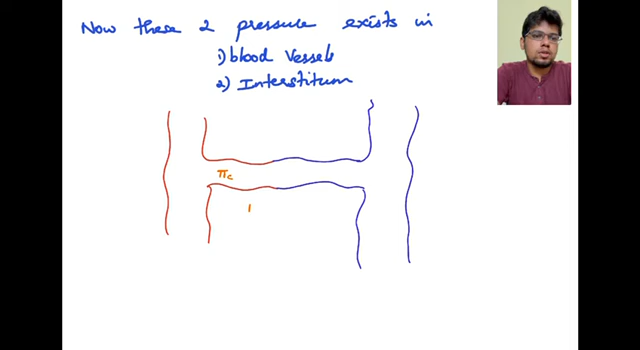 Now these 2 pressure exists in
1) blood Vessels
2) Interstitum
πc